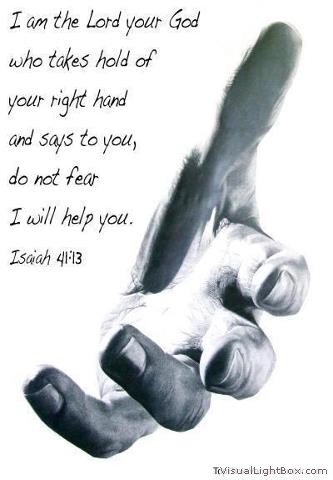 I am the Lord your God
who takes hold of
your right hand
and says to you,
do not fear
I will help you.
Isaiah 41:13
TiVisualLightBox.com